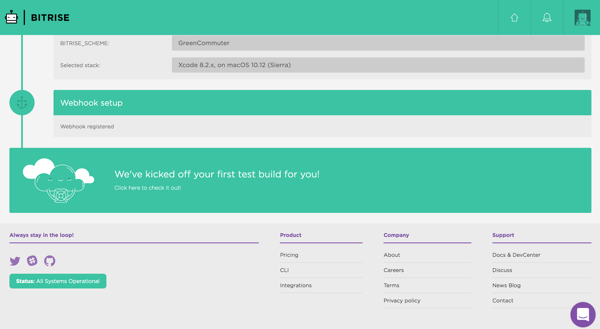 BITRISE
BITRISE_SCHEME:
GreenCommuter
Selected stack:
Xcode 8.2.x, on macOS 10.12 (Sierra)
Webhook setup
Webhook registered
We've kicked off your first test build for you!
Click here to check it out!
Always stay in the loop!
Status: All Systems Operational
Product
Pricing
CLI
Integrations
Company
About
Careers
Terms
Privacy policy
Support
Docs & DevCenter
Discuss
News Blog
Contact